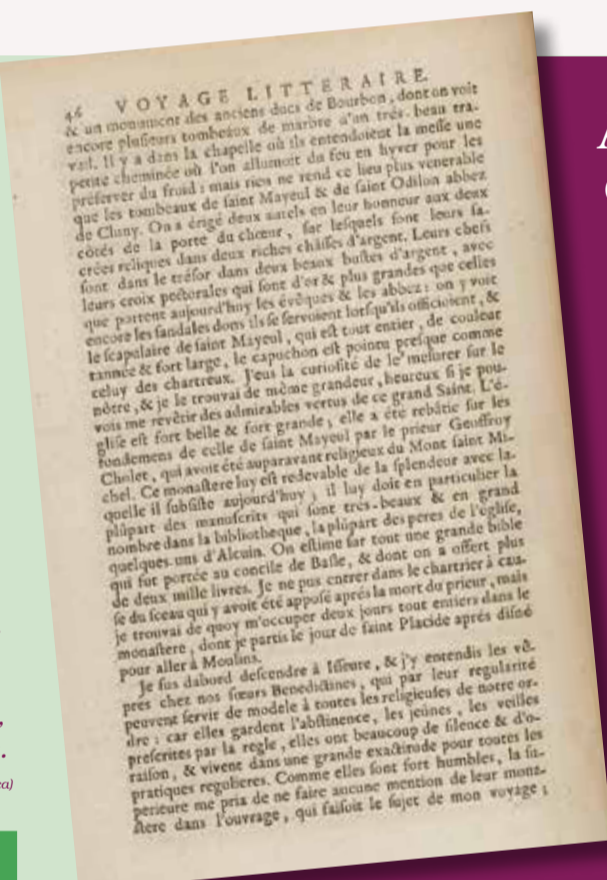 46 VOYAGE LITTERAIRE.
& un monument des anciens ducs de Bourbon, dont on voit
encore plusieurs tombeaux de marbre d'un trés-beau tra-
vail. Il y a dans la chapelle où ils entendoient la messe une
petite cheminée où l'on allumoit du feu en hyver pour les
préserver du froid: mais rien ne rend ce lieu plus venerable
que les tombeaux de saint Mayeul & de saint Odilon abbez
de Cluny. On a érigé deux autels en leur honneur aux deux
côtés de la porte du chœur, sur lesquels sont leurs sa-
crées reliques dans deux riches châsses d'argent. Leurs chefs
sont dans le trésor dans deux beaux bustes d'argent, avec
leurs croix pectorales qui sont d'or & plus grandes que celles
que portent aujourd'huy les évêques & les abbez: on y voit
encore les sandales dont ils se servoient lorsqu'ils officioient, &
le scapulaire de saint Mayeul, qui est tout entier, de couleur
tannée & fort large, le capuchon est pointu presque comme
celuy des chartreux. J'eus la curiosité de le mesurer sur le
nôtre, & je le trouvai de même grandeur, heureux si je pou-
vois me revêtir des admirables vertus de ce grand Saint. L'é-
glise est fort belle & fort grande; elle a été rebâtie sur les
fondemens de celle de saint Mayeul par le prieur Geoffroy
Cholet, qui avoit été auparavant religieux du Mont saint Mi-
chel. Ce monastere luy est redevable de la splendeur avec la-
quelle il subsiste aujourd'huy; il luy doit en particulier la
plûpart des manuscrits qui sont tres-beaux & en grand
nombre dans la bibliotheque, la plûpart des peres de l'église,
quelques-uns d'Alcuin. On estime sur tout une grande bible
qui fut portée au concile de Basle, & dont on a offert plus
de deux mille livres. Je ne pus entrer dans le chartrier à cau-
se du sceau qui y avoit été apposé aprés la mort du prieur, mais
je trouvai de quoy m'occuper deux jours tout entiers dans le
monastere, dont je partis le jour de saint Placide aprés disné
pour aller à Moulins.
Je fus dabord descendre à Iseure, & j'y entendis les vê-
pres chez nos sœurs Benedictines, qui par leur regularité
peuvent servir de modele à toutes les religieuses de notre or-
dre: car elles gardent l'abstinence, les jeûnes, les veilles
prescrites par la regle, elles ont beaucoup de silence & d'o-
raison, & vivent dans une grande exactitude pour toutes les
pratiques regulieres. Comme elles sont fort humbles, la su-
perieure me pria de ne faire aucune mention de leur mona-
stere dans l'ouvrage, qui faisoit le sujet de mon voyage;